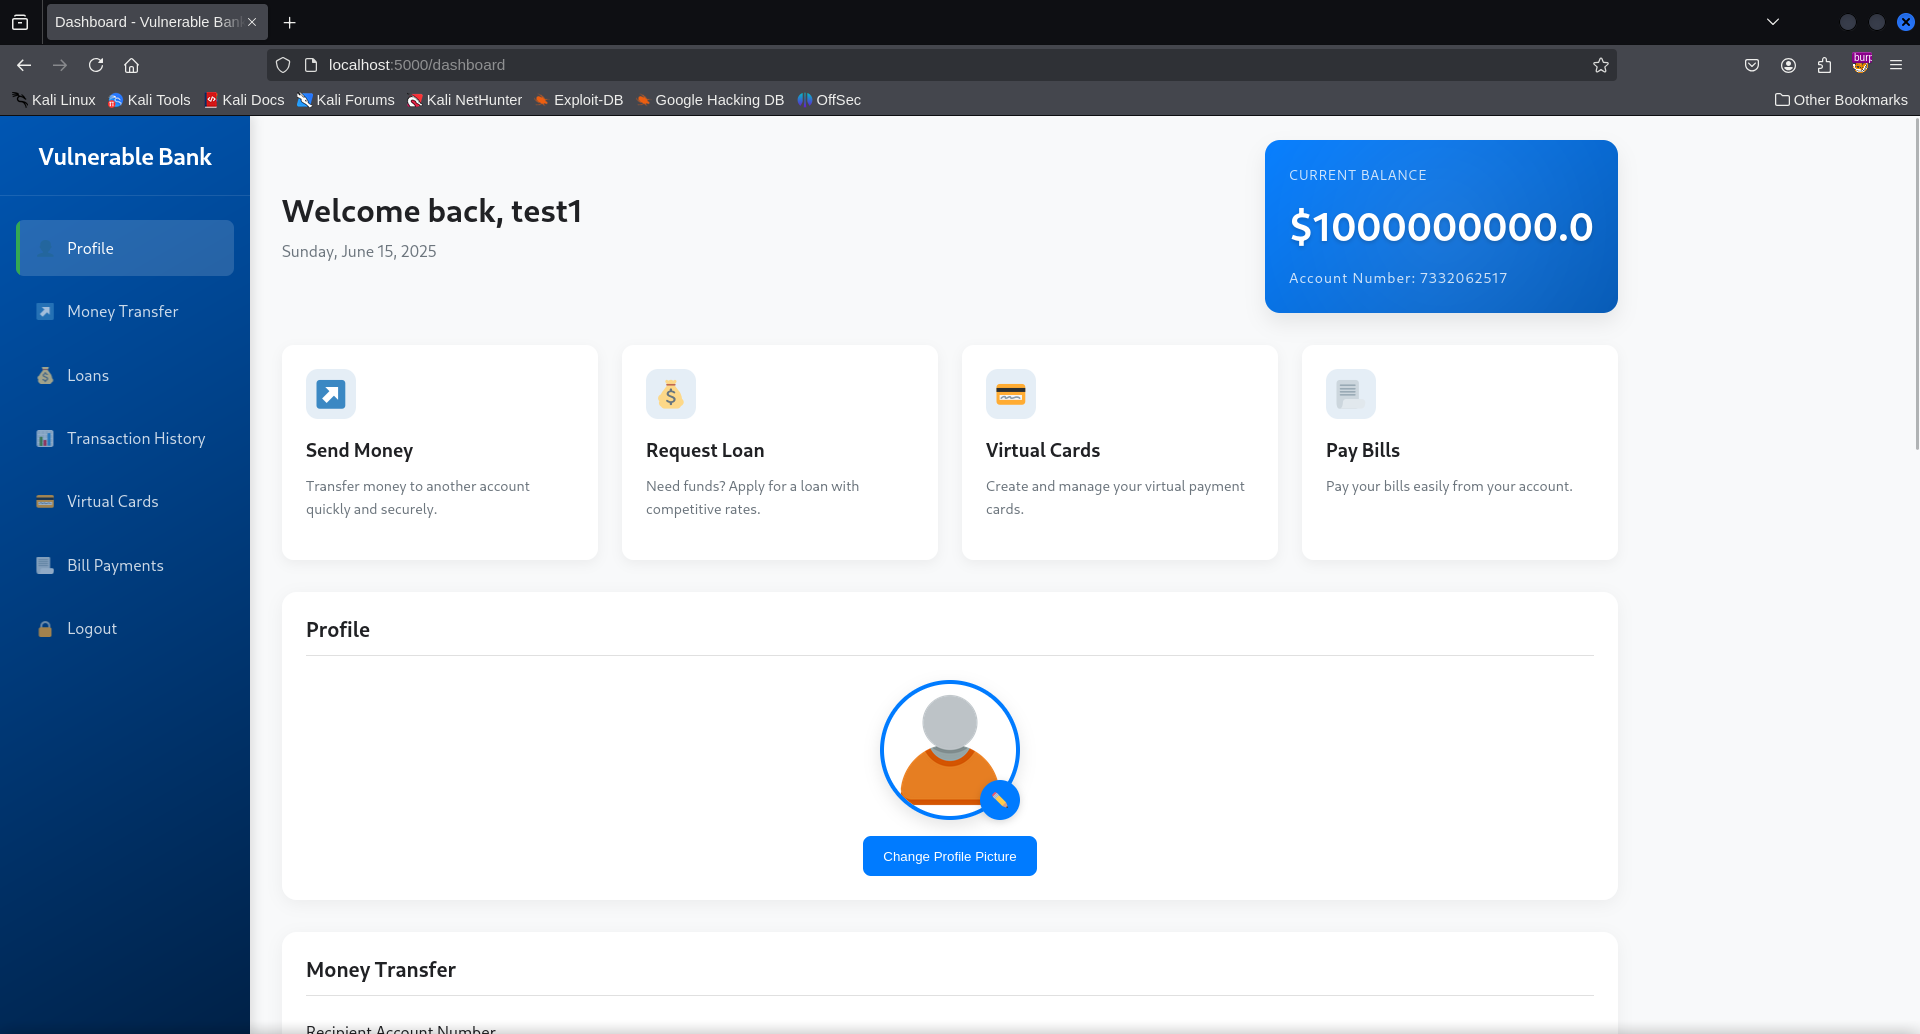 Dashboard - Vulnerable Bank
localhost:5000/dashboard
burp
Kali Linux
Kali Tools
Kali Docs
Kali Forums
Kali NetHunter
Exploit-DB
Google Hacking DB
OffSec
Other Bookmarks
Vulnerable Bank
Profile
Money Transfer
Loans
Transaction History
Virtual Cards
Bill Payments
Logout
Welcome back, test1
Sunday, June 15, 2025
CURRENT BALANCE
$1000000000.0
Account Number: 7332062517
Send Money
Transfer money to another account
quickly and securely.
Request Loan
Need funds? Apply for a loan with
competitive rates.
Virtual Cards
Create and manage your virtual payment
cards.
Pay Bills
Pay your bills easily from your account.
Profile
Change Profile Picture
Money Transfer
Recipient Account Number